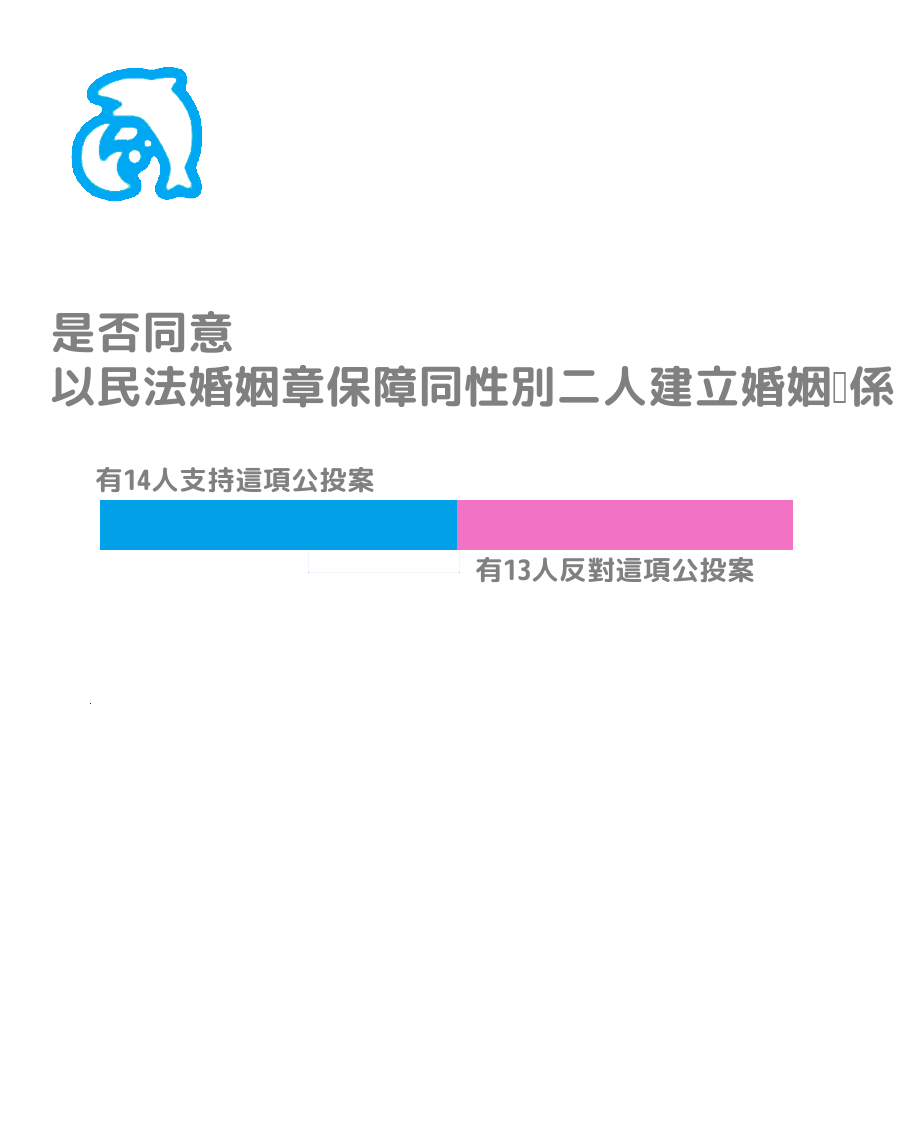 是否同意
以民法婚姻章保障同性別二人建立婚姻▯係
有14人支持這項公投案
有13人反對這項公投案